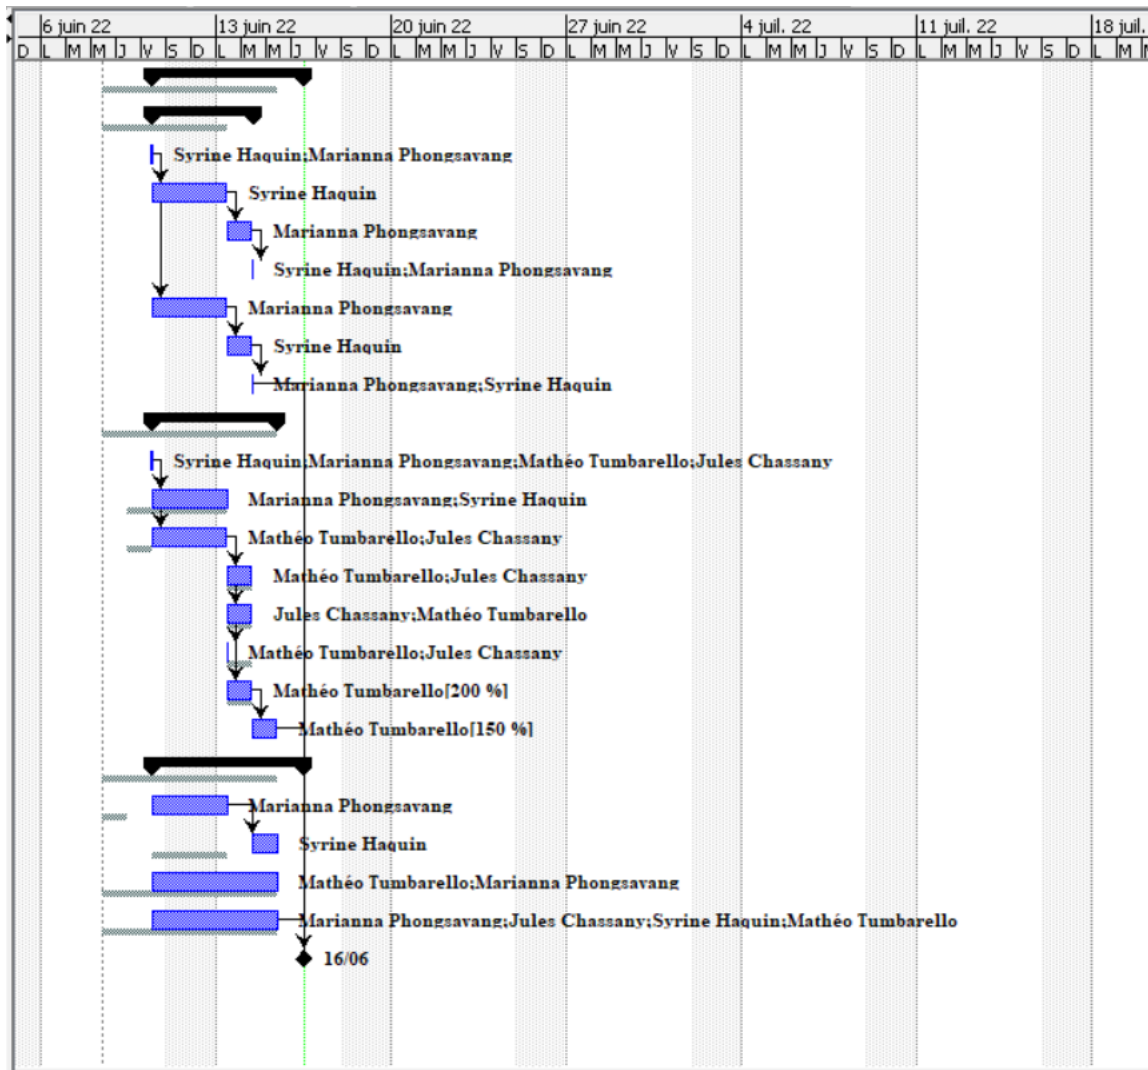 6 juin 22 13 juin 22 20 juin 22 27 juin 22 4 juil. 22 11 juil. 22 18 juil.
D L M M J V S D L M M J V S D L M M J V S D L M M J V S D L M M J V S D L M M J V S D L M
Syrine Haquin;Marianna Phongsavang
Syrine Haquin
Marianna Phongsavang
Syrine Haquin;Marianna Phongsavang
Marianna Phongsavang
Syrine Haquin
Marianna Phongsavang;Syrine Haquin
Syrine Haquin;Marianna Phongsavang;Mathéo Tumbarello;Jules Chassany
Marianna Phongsavang;Syrine Haquin
Mathéo Tumbarello;Jules Chassany
Mathéo Tumbarello;Jules Chassany
Jules Chassany;Mathéo Tumbarello
Mathéo Tumbarello;Jules Chassany
Mathéo Tumbarello[200 %]
Mathéo Tumbarello[150 %]
Marianna Phongsavang
Syrine Haquin
Mathéo Tumbarello;Marianna Phongsavang
Marianna Phongsavang;Jules Chassany;Syrine Haquin;Mathéo Tumbarello
16/06